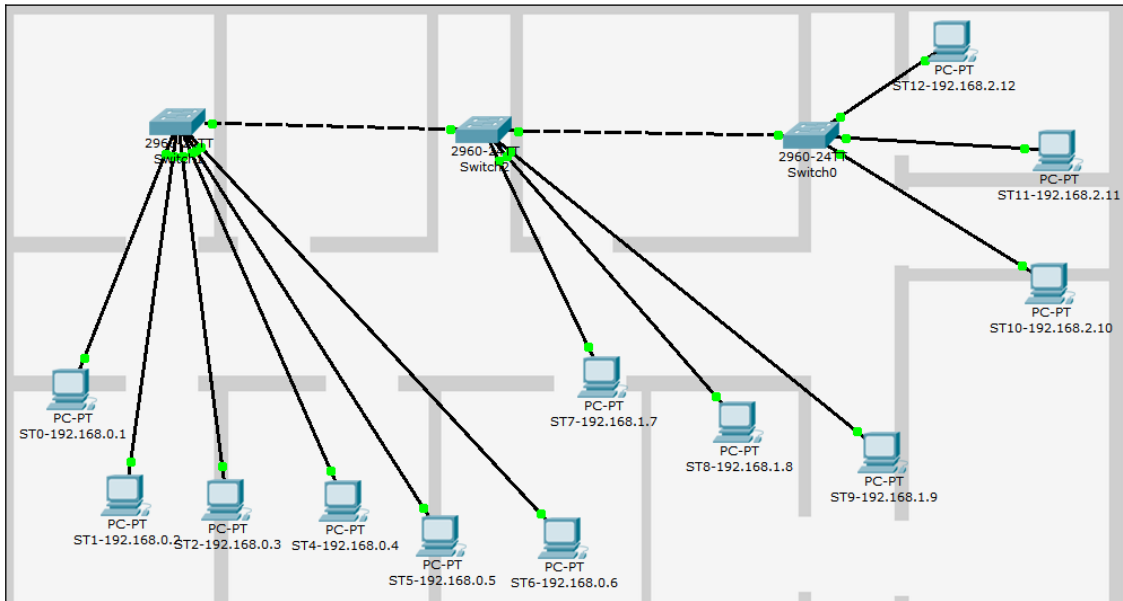 PC-PT
ST12-192.168.2.12
2960-24TT
2960-24TT
Switch2
2960-24TT
Switch0
PC-PT
ST11-192.168.2.11
PC-PT
ST10-192.168.2.10
PC-PT
ST0-192.168.0.1
PC-PT
ST7-192.168.1.7
PC-PT
ST8-192.168.1.8
PC-PT
ST9-192.168.1.9
PC-PT
ST1-192.168.0.2
PC-PT
ST2-192.168.0.3
PC-PT
ST4-192.168.0.4
PC-PT
ST5-192.168.0.5
PC-PT
ST6-192.168.0.6